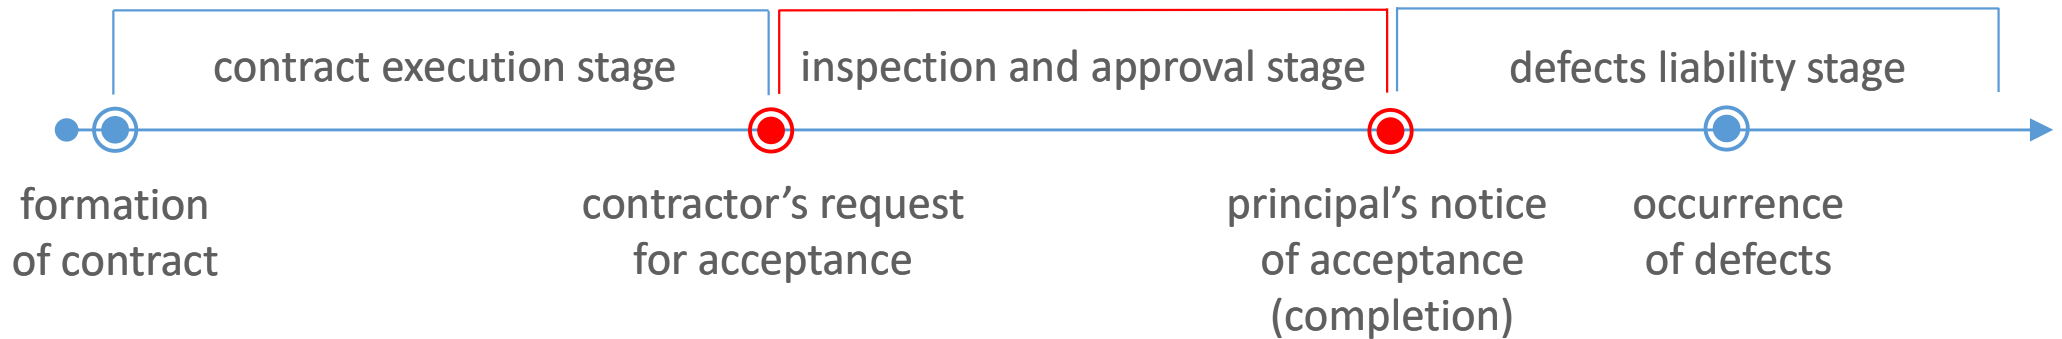 contract execution stage
inspection and approval stage
defects liability stage
formation
of contract
contractor's request
for acceptance
principal's notice
of acceptance
(completion)
occurrence
of defects